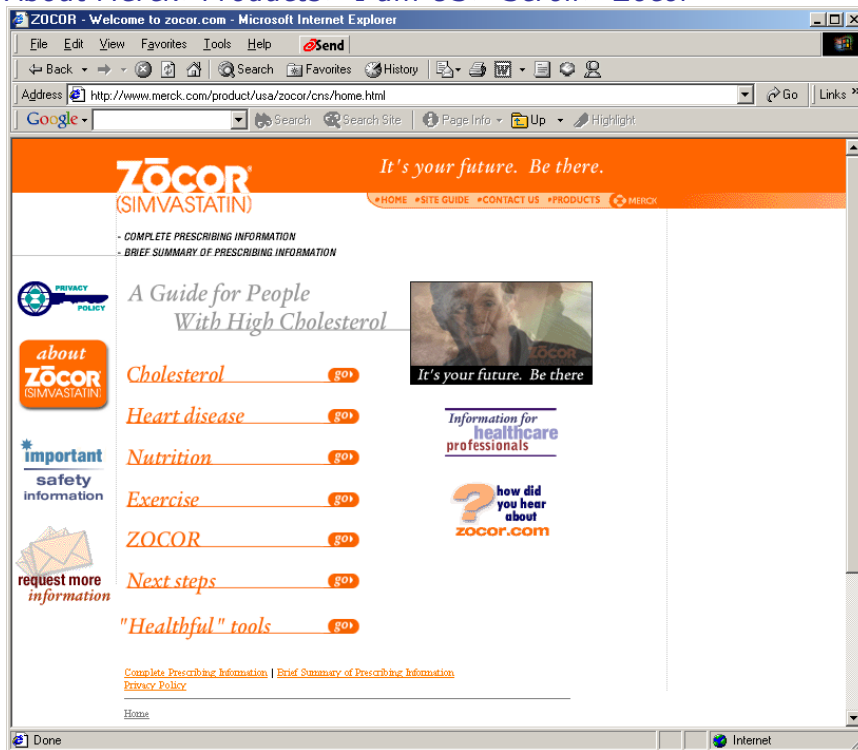 ZOCOR - Welcome to zocor.com - Microsoft Internet Explorer
File Edit View Favorites Tools Help Send
Back Search Favorites History
Address http://www.merck.com/product/usa/zocor/cns/home.html Go Links »
Google Search Search Site Page Info Up Highlight
ZŌCOR
(SIMVASTATIN)
It's your future. Be there.
HOME SITE GUIDE CONTACT US PRODUCTS MERCK
- COMPLETE PRESCRIBING INFORMATION
- BRIEF SUMMARY OF PRESCRIBING INFORMATION
PRIVACY
POLICY
about
ZŌCOR
(SIMVASTATIN)
important
safety
information
request more
information
A Guide for People
With High Cholesterol
Cholesterol go
Heart disease go
Nutrition go
Exercise go
ZOCOR go
Next steps go
"Healthful" tools go
ZOCOR
It's your future. Be there
Information for
healthcare
professionals
? how did
you hear
about
zocor.com
Complete Prescribing Information | Brief Summary of Prescribing Information
Privacy Policy
Home
Done Internet